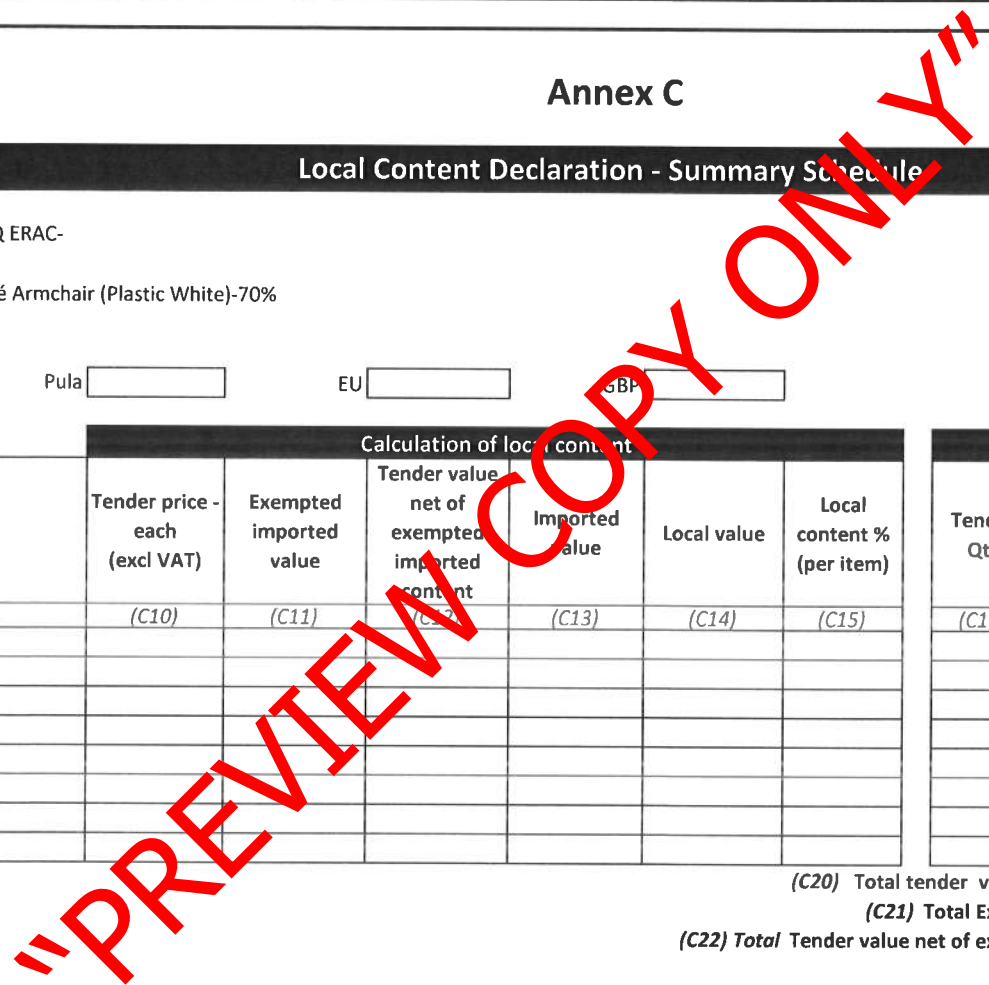 Annex C
Local Content Declaration - Summary Schedule
ERAC-
Armchair (Plastic White)-70%
Pula
EU
GBP
Calculation of local content
Tender price - each (excl VAT)
Exempted imported value
Tender value net of exempted imported content
Imported value
Local value
Local content % (per item)
(C10)
(C11)
(C12)
(C13)
(C14)
(C15)
(C20) Total tender
(C21) Total
(C22) Total Tender value net of
"PREVIEW COPY ONLY"